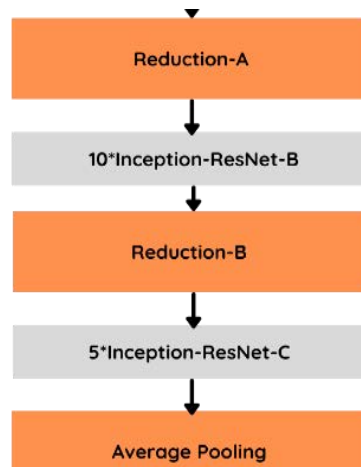 Reduction-A
10*Inception-ResNet-B
Reduction-B
5*Inception-ResNet-C
Average Pooling